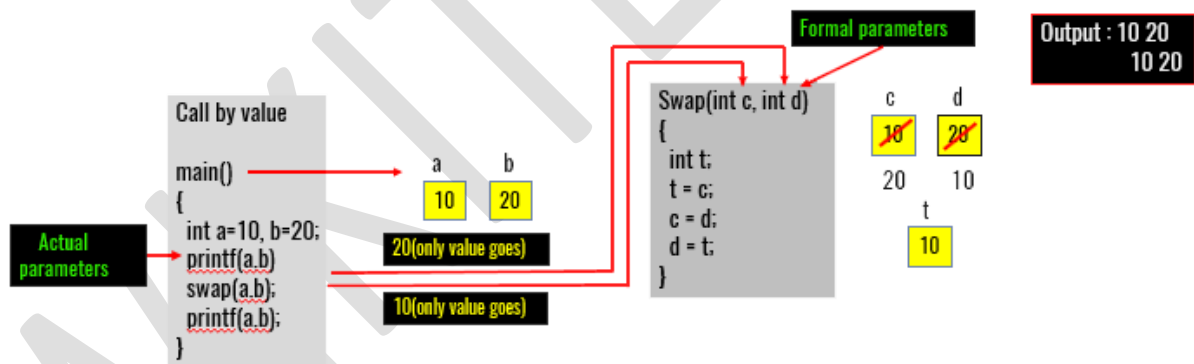 Formal parameters
Output : 10 20
10 20
Call by value
main()
{
int a=10, b=20;
printf(a.b)
swap(a.b);
printf(a.b);
}
Actual
parameters
a b
10 20
20(only value goes)
10(only value goes)
Swap(int c, int d)
{
int t;
t = c;
c = d;
d = t;
}
c d
10 20
20 10
t
10